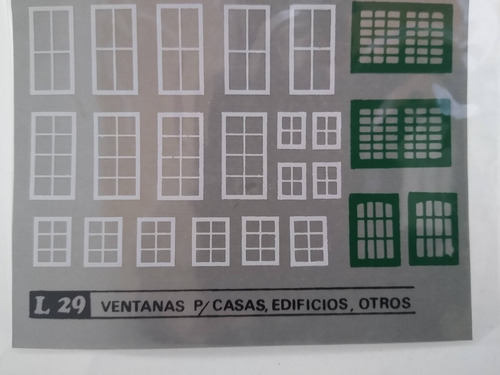 L 29 VENTANAS P/ CASAS, EDIFICIOS, OTROS